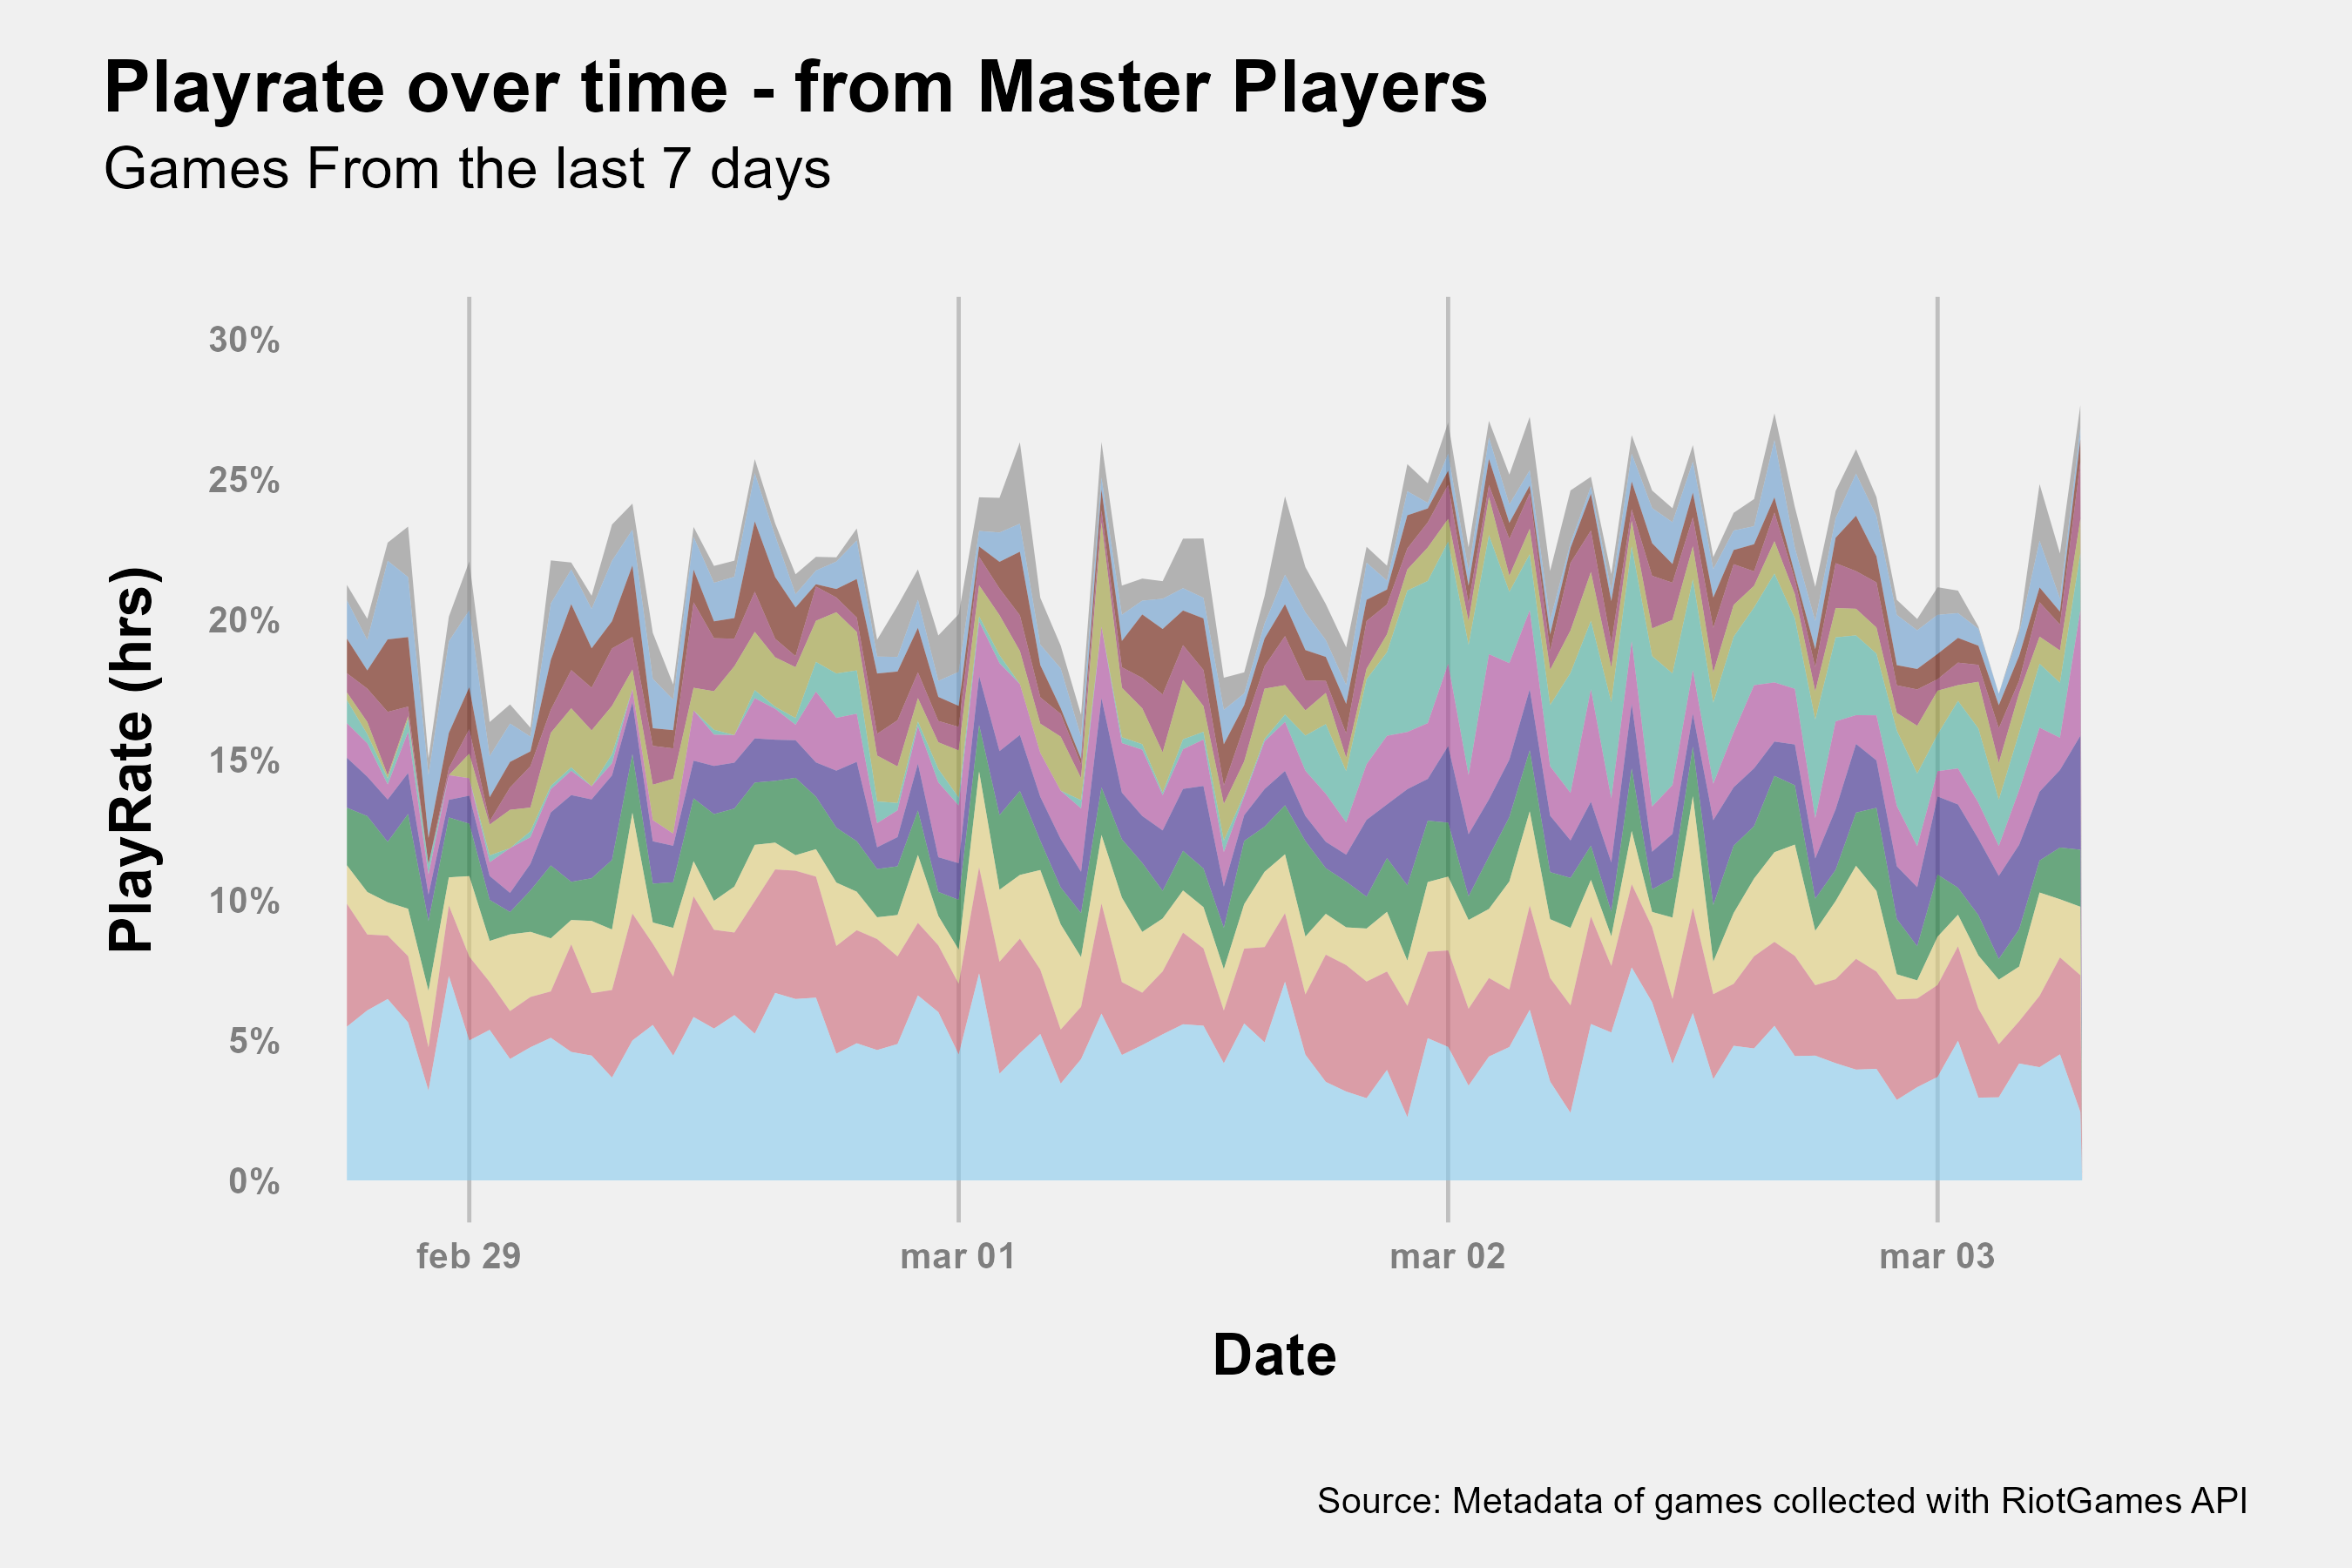 Playrate over time - from Master Players
Games From the last 7 days
PlayRate (hrs)
30%
25%
20%
15%
10%
5%
0%
feb 29
mar 01
mar 02
mar 03
Date
Source: Metadata of games collected with RiotGames API